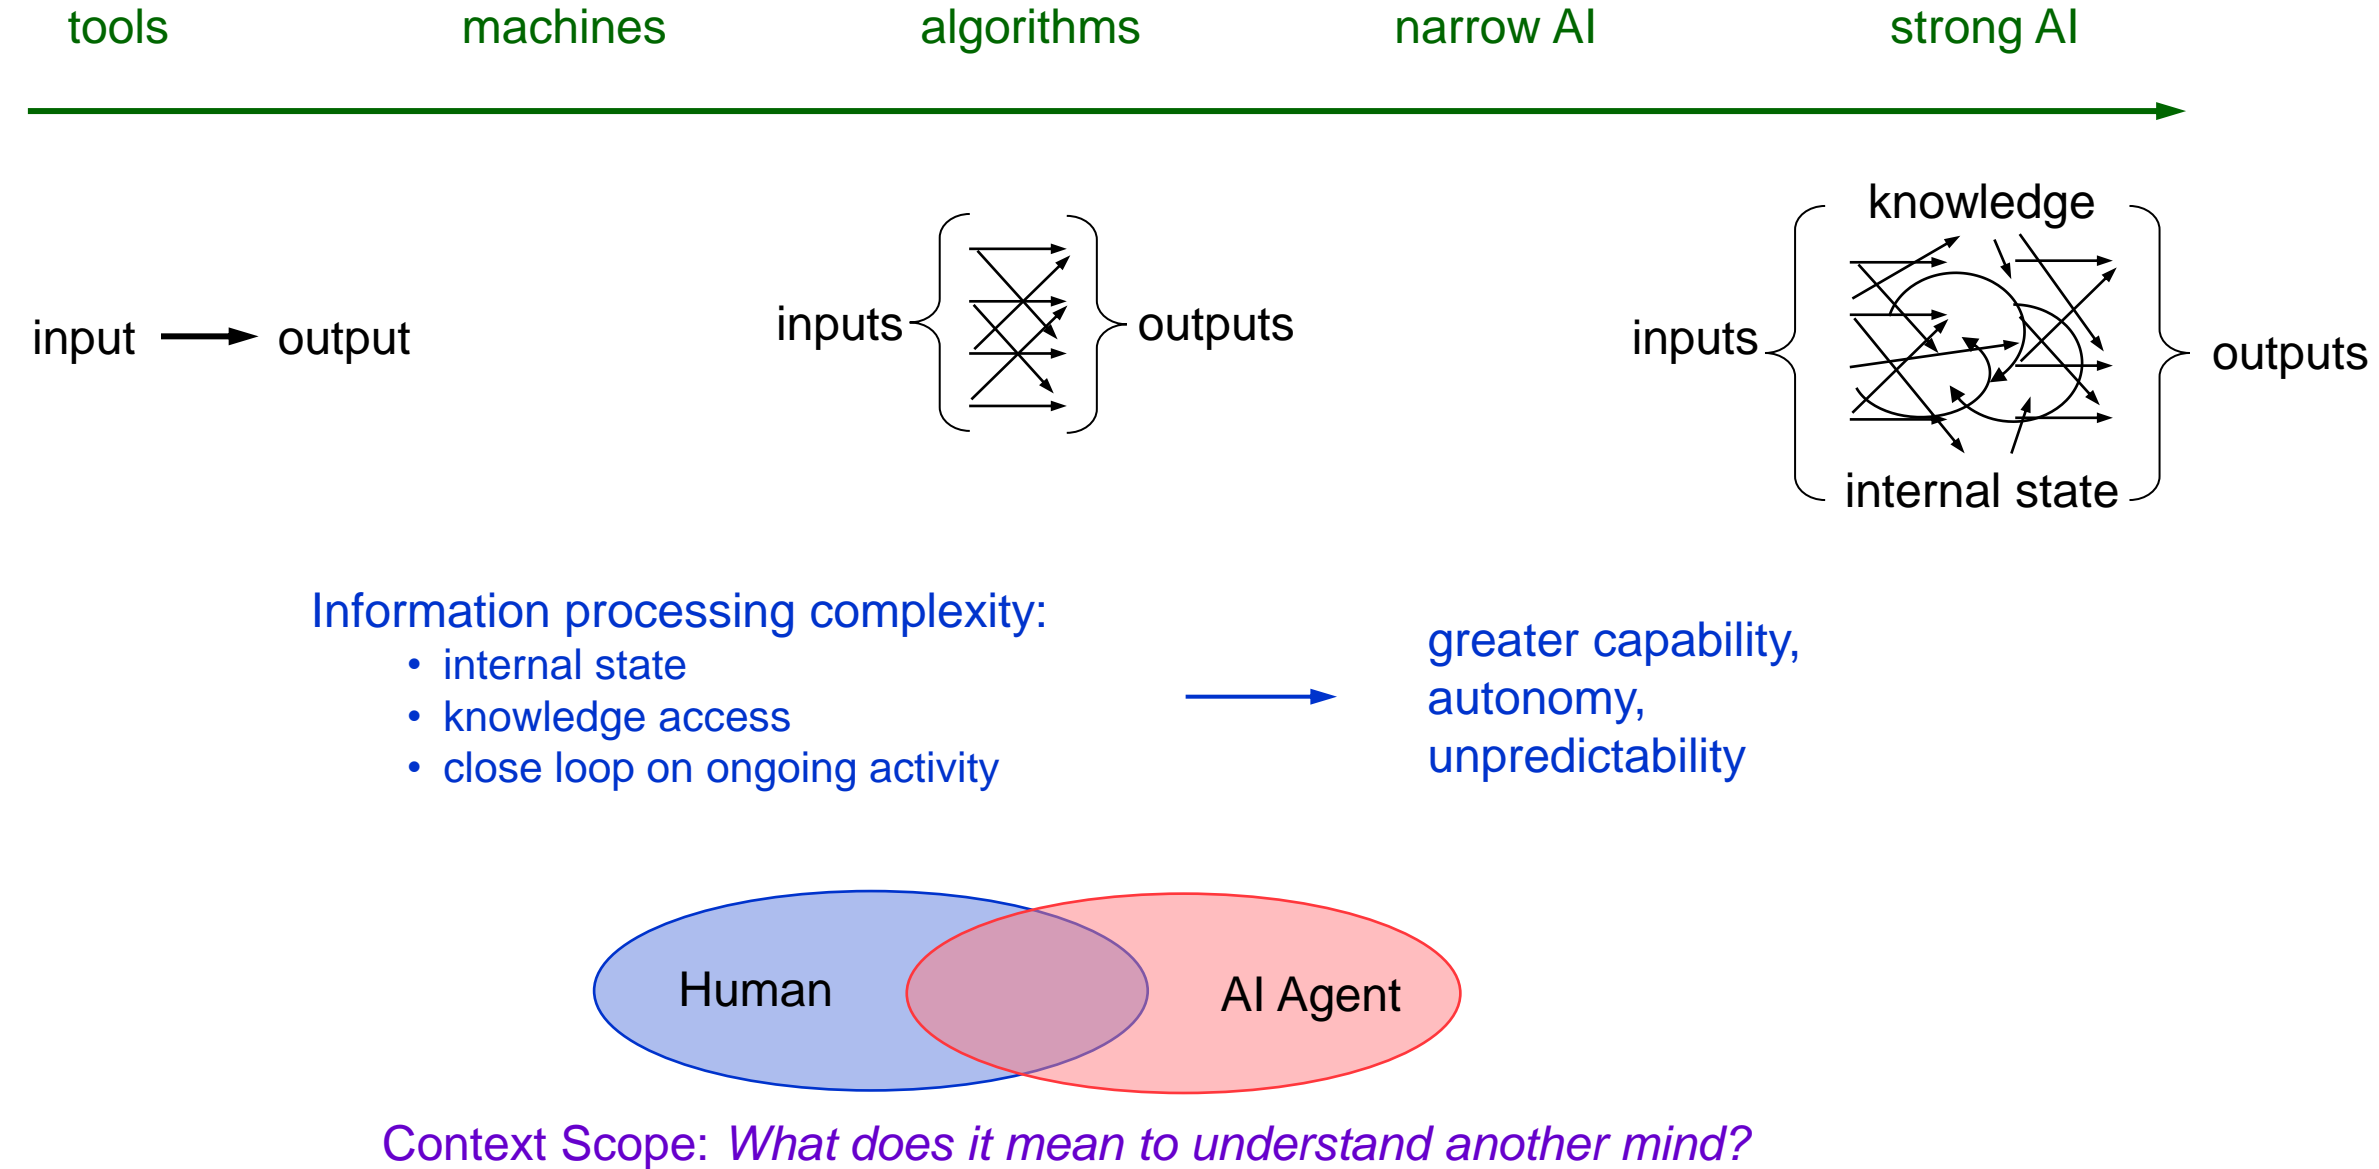 tools machines algorithms narrow AI strong AI
knowledge
input output
inputs outputs
inputs outputs
internal state
Information processing complexity:
• internal state
• knowledge access
• close loop on ongoing activity
greater capability,
autonomy,
unpredictability
Human
AI Agent
Context Scope: What does it mean to understand another mind?